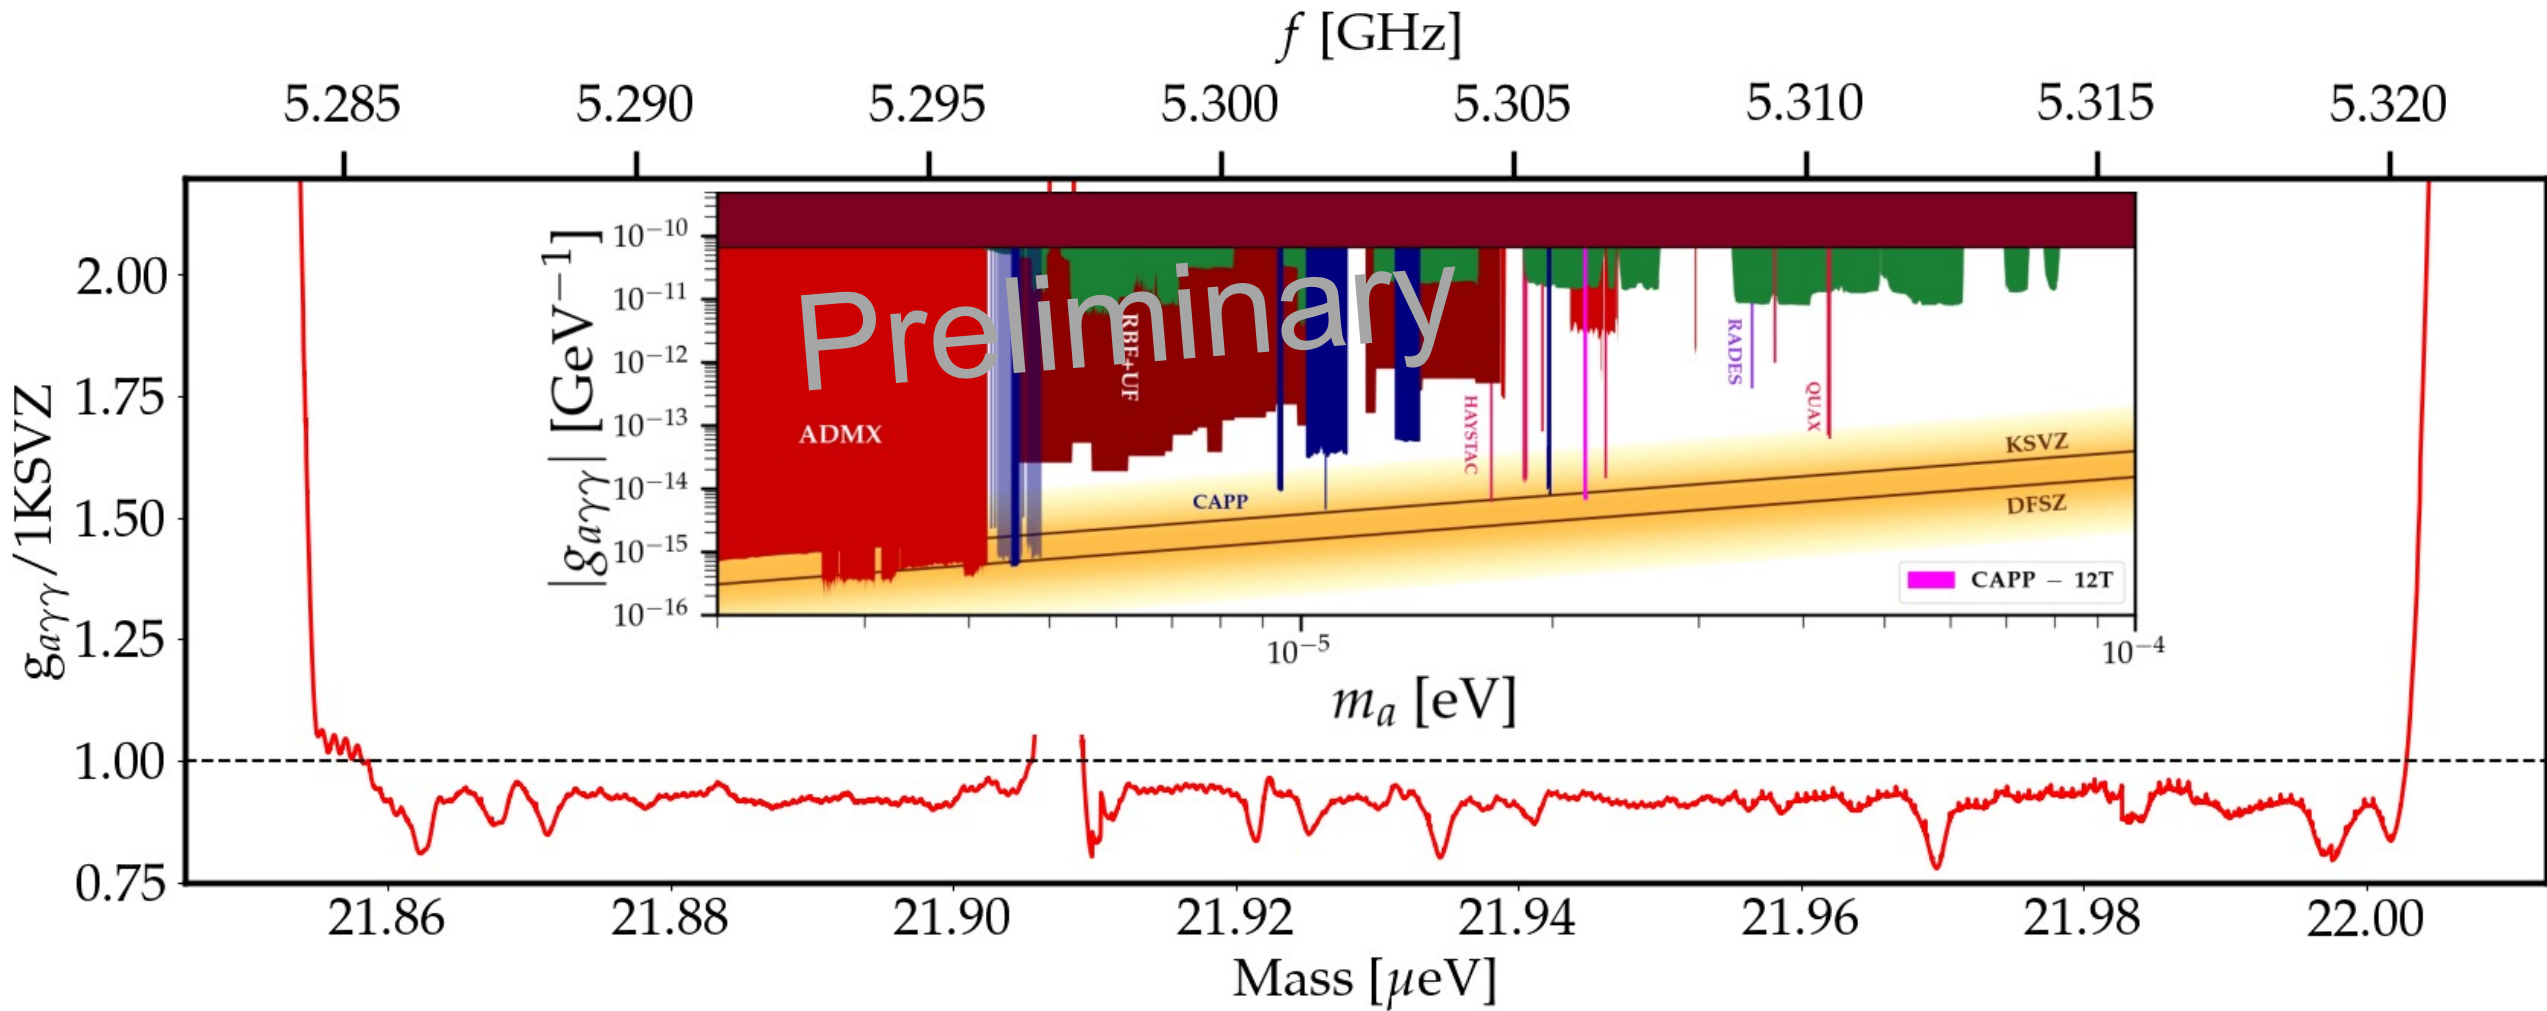 f [GHz]
5.285 5.290 5.295 5.300 5.305 5.310 5.315 5.320
g_{aγγ}/1KSVZ
2.00
1.75
1.50
1.25
1.00
0.75
|g_{aγγ}| [GeV^{−1}]
10^{−10}
10^{−11}
10^{−12}
10^{−13}
10^{−14}
10^{−15}
10^{−16}
Preliminary
ADMX
RBF+UF
CAPP
HAYSTAC
RADES
QUAX
KSVZ
DFSZ
CAPP − 12T
10^{−5} 10^{−4}
m_a [eV]
21.86 21.88 21.90 21.92 21.94 21.96 21.98 22.00
Mass [μeV]